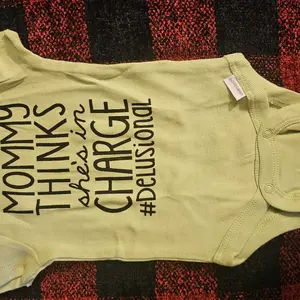 MOMMY
THINKS
she's in
CHARGE
#Delusional